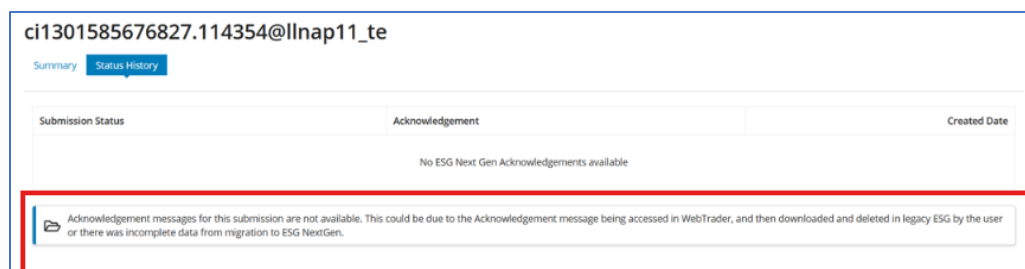 ci1301585676827.114354@llnap11_te
Summary Status History
Submission Status Acknowledgement Created Date
No ESG Next Gen Acknowledgements available
Acknowledgement messages for this submission are not available. This could be due to the Acknowledgement message being accessed in WebTrader, and then downloaded and deleted in legacy ESG by the user
or there was incomplete data from migration to ESG NextGen.